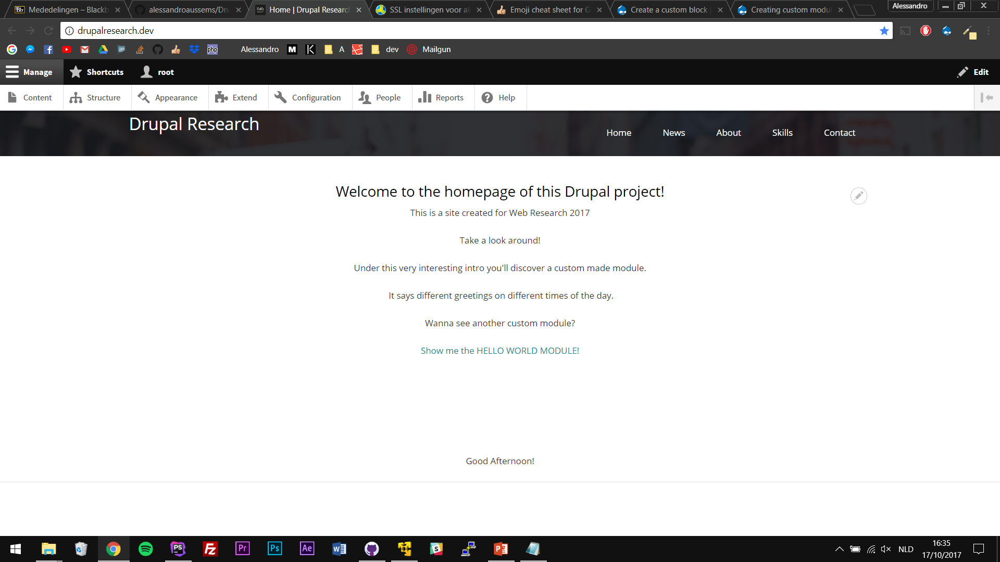 Mededelingen – Blackb
alessandroaussems/Dru
Home | Drupal Research
SSL instellingen voor al
Emoji cheat sheet for G
Create a custom block |
Creating custom modul
Alessandro
drupalresearch.dev
Alessandro
M
K
A
dev
Mailgun
Manage
Shortcuts
root
Edit
Content
Structure
Appearance
Extend
Configuration
People
Reports
Help
Drupal Research
Home
News
About
Skills
Contact
Welcome to the homepage of this Drupal project!
This is a site created for Web Research 2017
Take a look around!
Under this very interesting intro you'll discover a custom made module.
It says different greetings on different times of the day.
Wanna see another custom module?
Show me the HELLO WORLD MODULE!
Good Afternoon!
NLD
16:35
17/10/2017